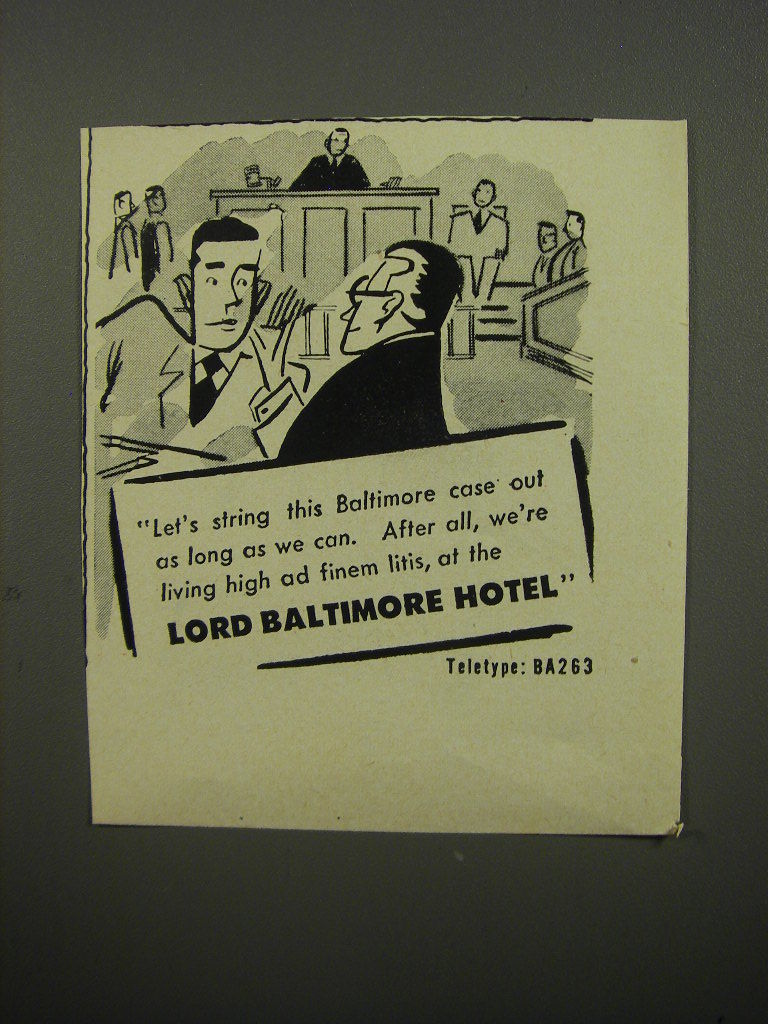 "Let's string this Baltimore case out
as long as we can. After all, we're
living high ad finem litis, at the
LORD BALTIMORE HOTEL"
Teletype: BA263